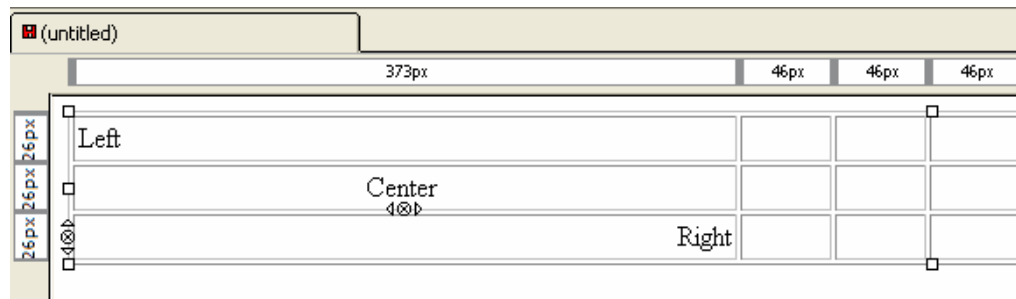 (untitled)
373px 46px 46px 46px
26px Left
26px Center
26px Right